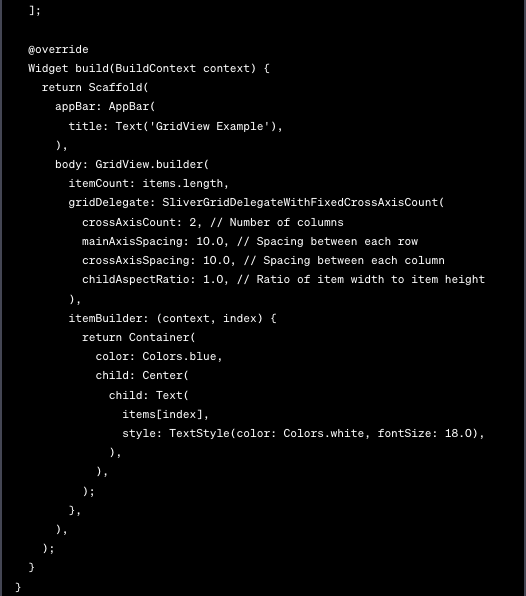 ];

  @override
  Widget build(BuildContext context) {
    return Scaffold(
      appBar: AppBar(
        title: Text('GridView Example'),
      ),
      body: GridView.builder(
        itemCount: items.length,
        gridDelegate: SliverGridDelegateWithFixedCrossAxisCount(
          crossAxisCount: 2, // Number of columns
          mainAxisSpacing: 10.0, // Spacing between each row
          crossAxisSpacing: 10.0, // Spacing between each column
          childAspectRatio: 1.0, // Ratio of item width to item height
        ),
        itemBuilder: (context, index) {
          return Container(
            color: Colors.blue,
            child: Center(
              child: Text(
                items[index],
                style: TextStyle(color: Colors.white, fontSize: 18.0),
              ),
            ),
          );
        },
      ),
    );
  }
}